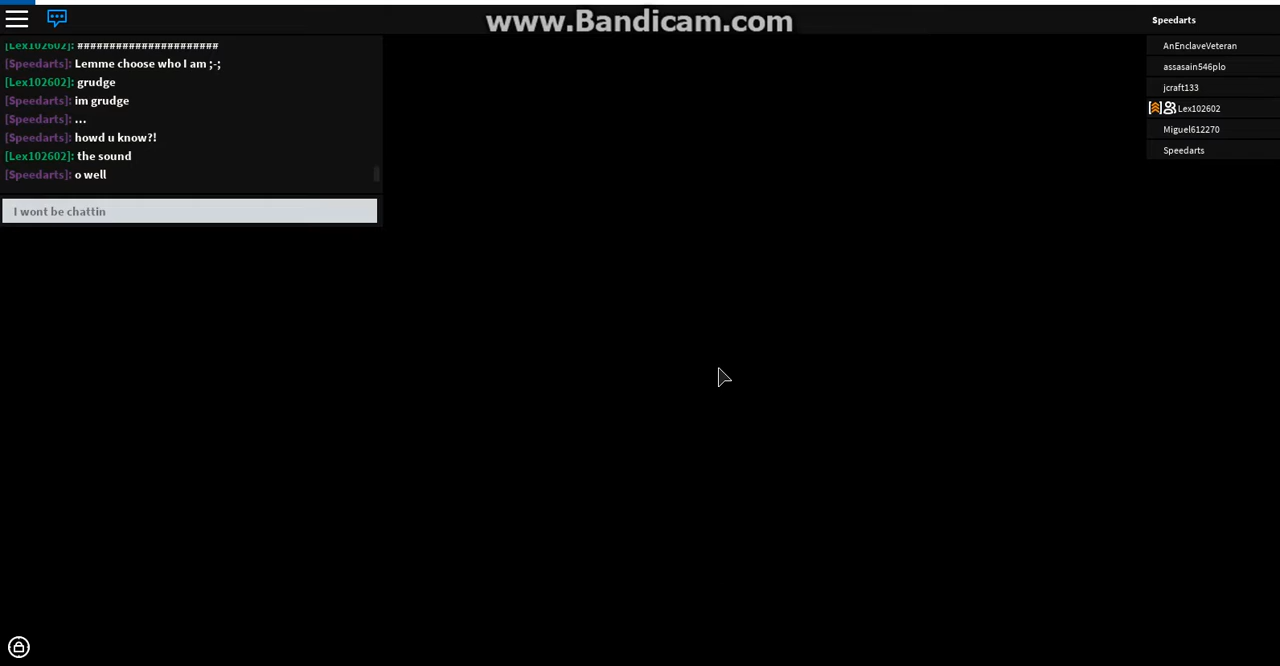 www.Bandicam.com
Speedarts
[Lex102602]: ######################
[Speedarts]: Lemme choose who I am ;-;
[Lex102602]: grudge
[Speedarts]: im grudge
[Speedarts]: ...
[Speedarts]: howd u know?!
[Lex102602]: the sound
[Speedarts]: o well
I wont be chattin
AnEnclaveVeteran
assasain546plo
jcraft133
Lex102602
Miguel612270
Speedarts